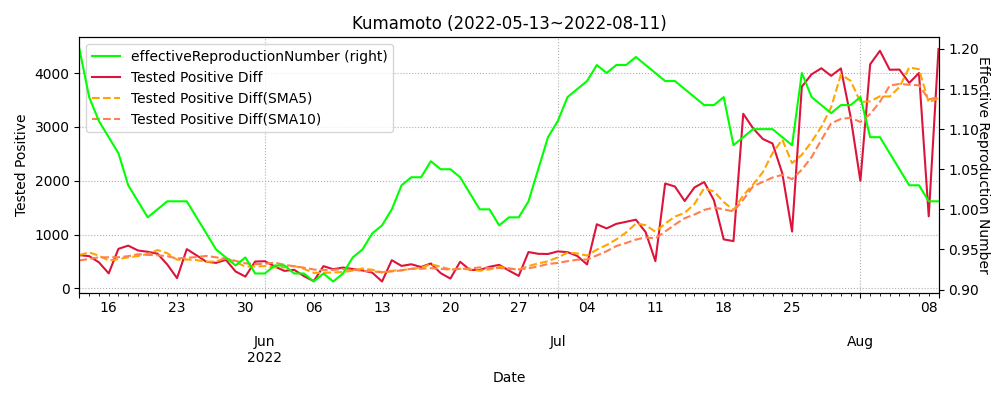 Kumamoto (2022-05-13~2022-08-11)
effectiveReproductionNumber (right)
Tested Positive Diff
Tested Positive Diff(SMA5)
Tested Positive Diff(SMA10)
Tested Positive
4000
3000
2000
1000
0
1.20
1.15
1.10
1.05
1.00
0.95
0.90
Effective Reproduction Number
16 23 30 06 13 20 27 04 11 18 25 08
Jun Jul Aug
2022
Date